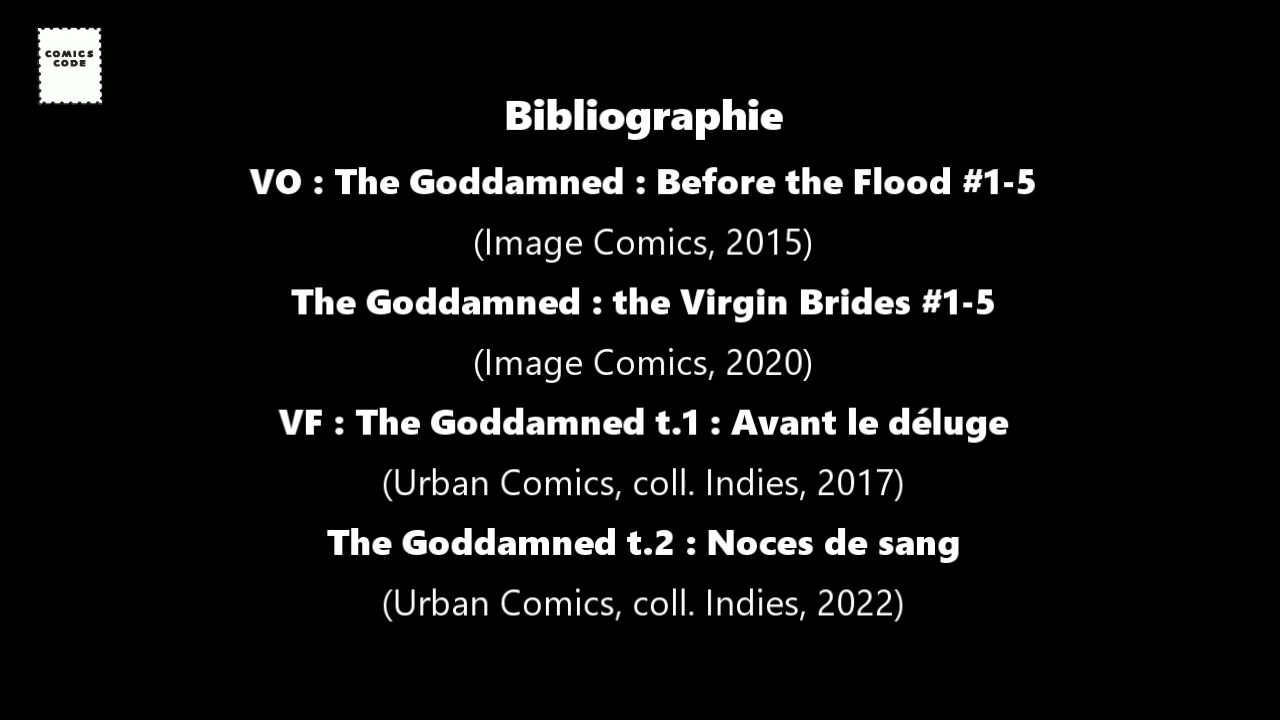 COMICS
CODE
Bibliographie
VO : The Goddamned : Before the Flood #1-5
(Image Comics, 2015)
The Goddamned : the Virgin Brides #1-5
(Image Comics, 2020)
VF : The Goddamned t.1 : Avant le déluge
(Urban Comics, coll. Indies, 2017)
The Goddamned t.2 : Noces de sang
(Urban Comics, coll. Indies, 2022)